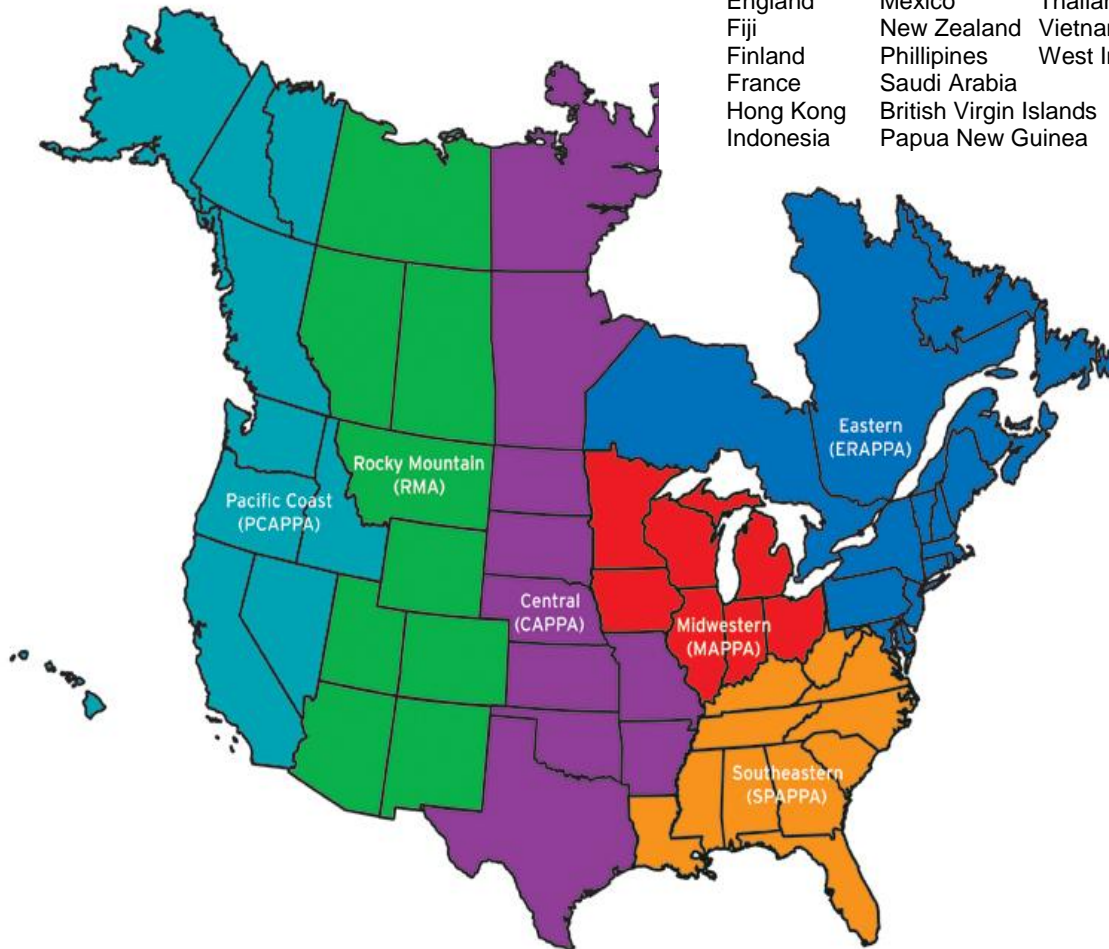 England Mexico
Fiji New Zealand
Finland Phillipines West
France Saudi Arabia
Hong Kong British Virgin Islands
Indonesia Papua New Guinea
Eastern
(ERAPPA)
Rocky Mountain
(RMA)
Pacific Coast
(PCAPPA)
Central
(CAPPA)
Midwestern
(MAPPA)
Southeastern
(SPAPPA)